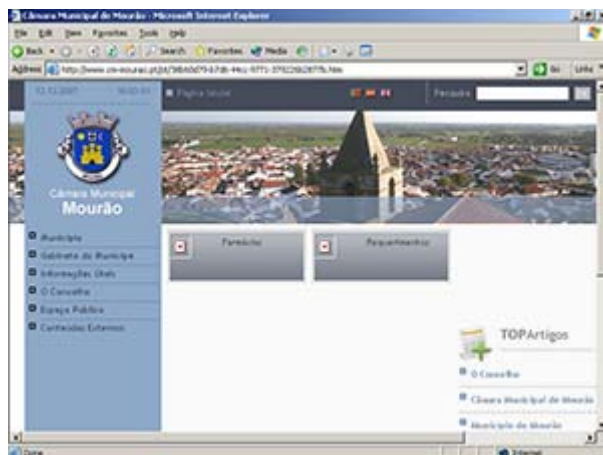 Câmara Municipal de Mourão - Microsoft Internet Explorer
File Edit View Favorites Tools Help
Back Search Favorites Media
Address Go Links
12.12.2007
Página Inicial
Pesquisa
Câmara Municipal
Mourão
Município
Gabinete do Munícipe
Informações Úteis
O Concelho
Espaço Público
Conteúdos Externos
Requerimentos
TOPArtigos
O Concelho
Câmara Municipal de Mourão
Município de Mourão
Done Internet